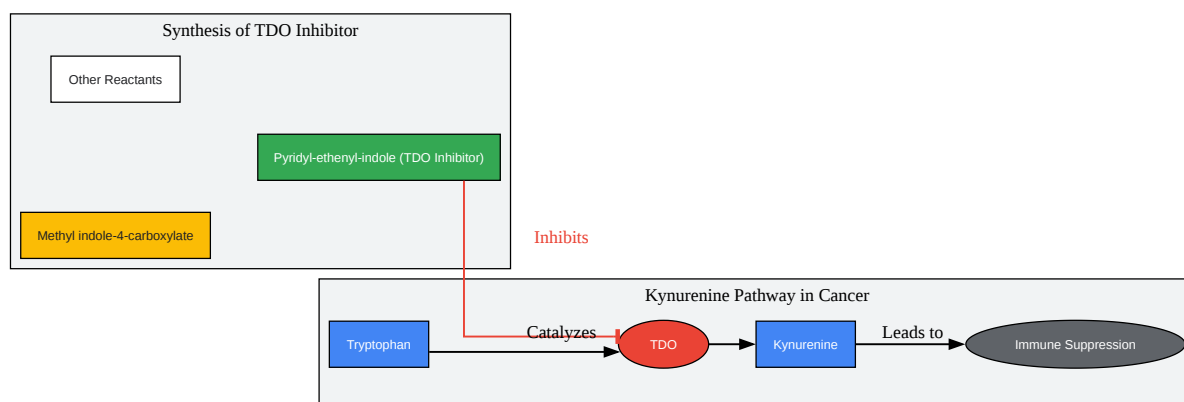 Synthesis of TDO Inhibitor
Other Reactants
Pyridyl-ethenyl-indole (TDO Inhibitor)
Methyl indole-4-carboxylate
Inhibits
Kynurenine Pathway in Cancer
Tryptophan
Catalyzes
TDO
Kynurenine
Leads to
Immune Suppression